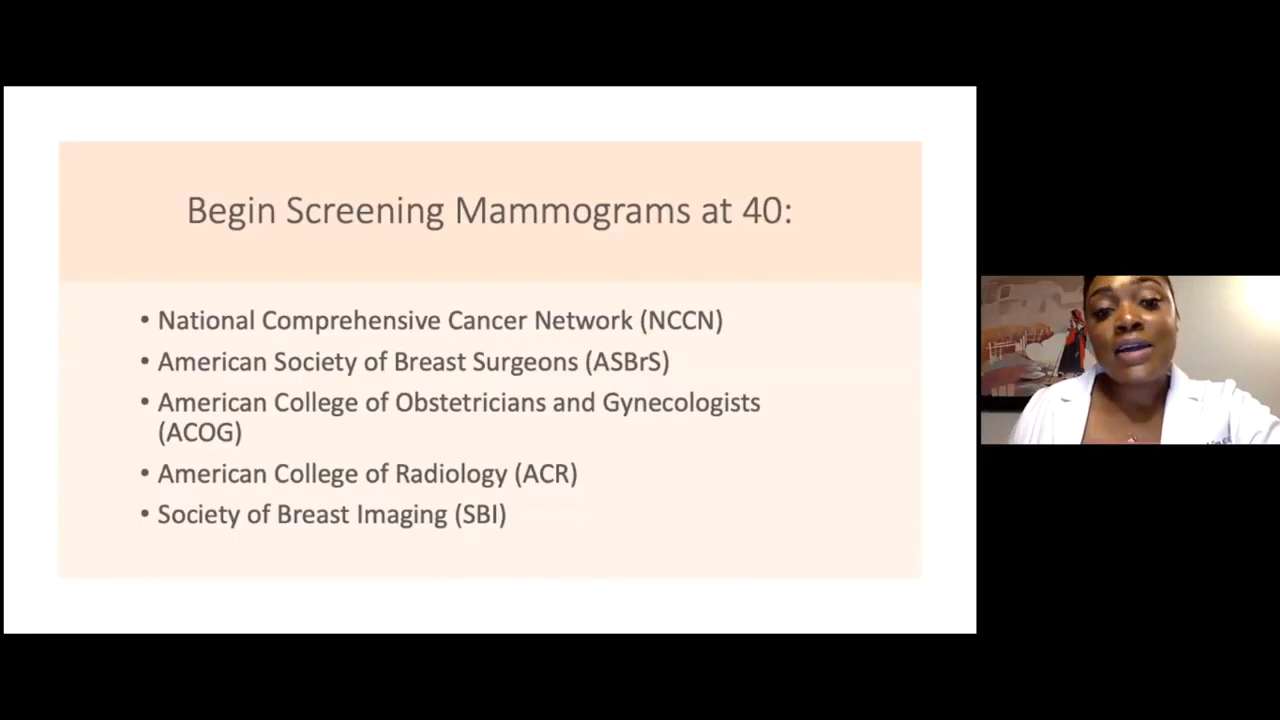 Begin Screening Mammograms at 40:
• National Comprehensive Cancer Network (NCCN)
• American Society of Breast Surgeons (ASBrS)
• American College of Obstetricians and Gynecologists
(ACOG)
• American College of Radiology (ACR)
• Society of Breast Imaging (SBI)